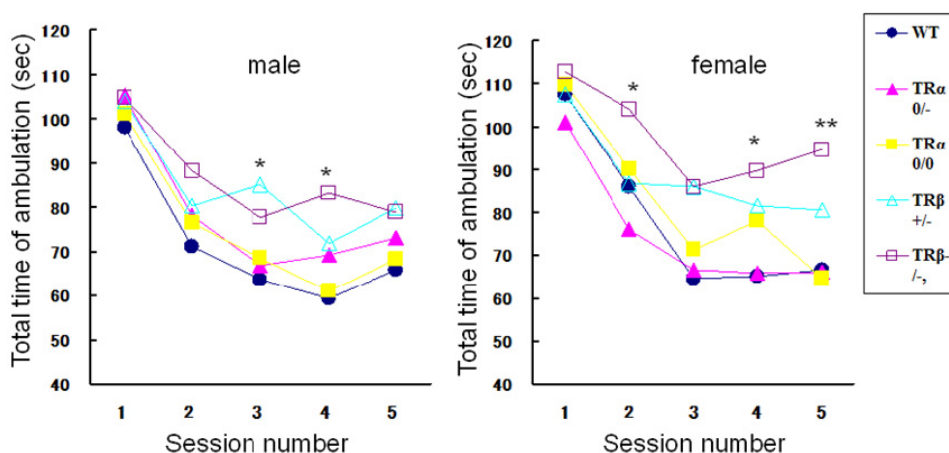 male
Total time of ambulation (sec)
120
110
100
90
80
70
60
50
40
*
*
1 2 3 4 5
Session number
female
Total time of ambulation (sec)
120
110
100
90
80
70
60
50
40
*
*
**
1 2 3 4 5
Session number
WT
TRα
0/-
TRα
0/0
TRβ
+/-
TRβ-
/-,